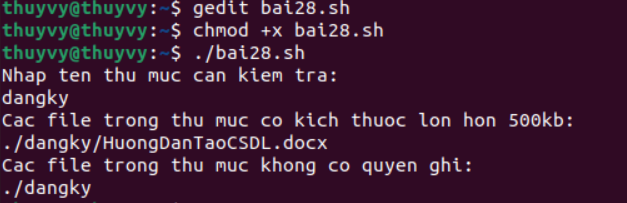 thuyvy@thuyvy:~$ gedit bai28.sh
thuyvy@thuyvy:~$ chmod +x bai28.sh
thuyvy@thuyvy:~$ ./bai28.sh
Nhap ten thu muc can kiem tra:
dangky
Cac file trong thu muc co kich thuoc lon hon 500kb:
./dangky/HuongDanTaoCSDL.docx
Cac file trong thu muc khong co quyen ghi:
./dangky